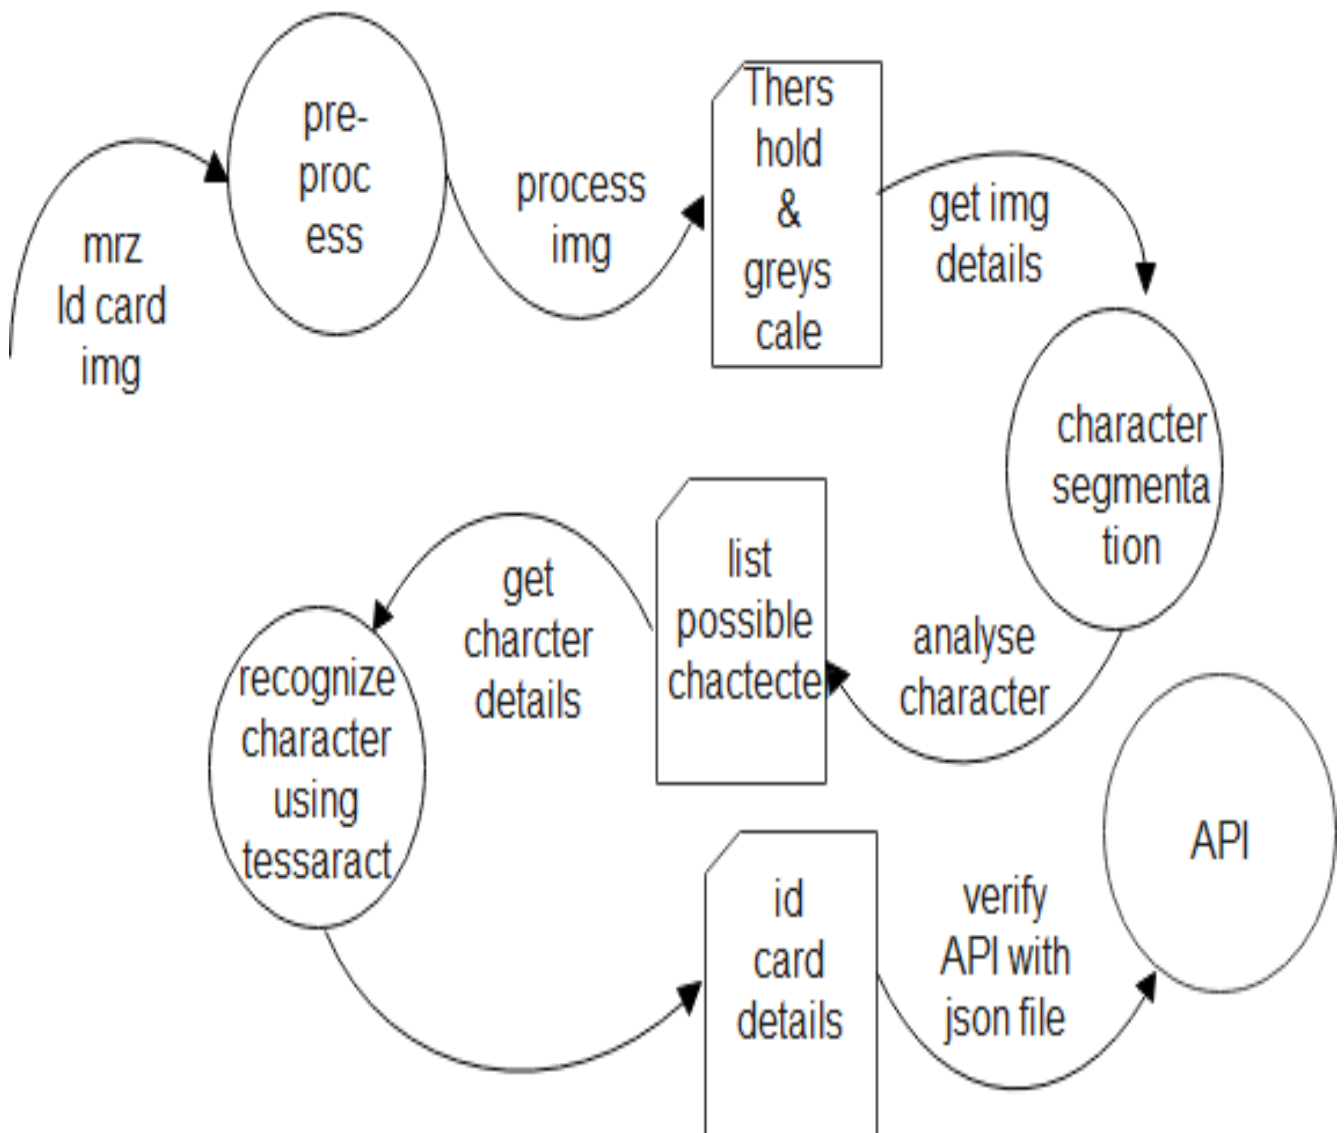 mrz
Id card
img
pre-
proc
ess
process
img
Thers
hold
&
greys
cale
get img
details
character
segmenta
tion
analyse
character
list
possible
chactecte
get
charcter
details
recognize
character
using
tessaract
id
card
details
verify
API with
json file
API